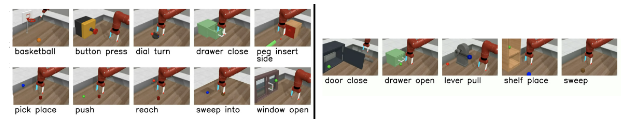 basketball
button press
dial turn
drawer close
peg insert
side
pick place
push
reach
sweep into
window open
door close
drawer open
lever pull
shelf place
sweep